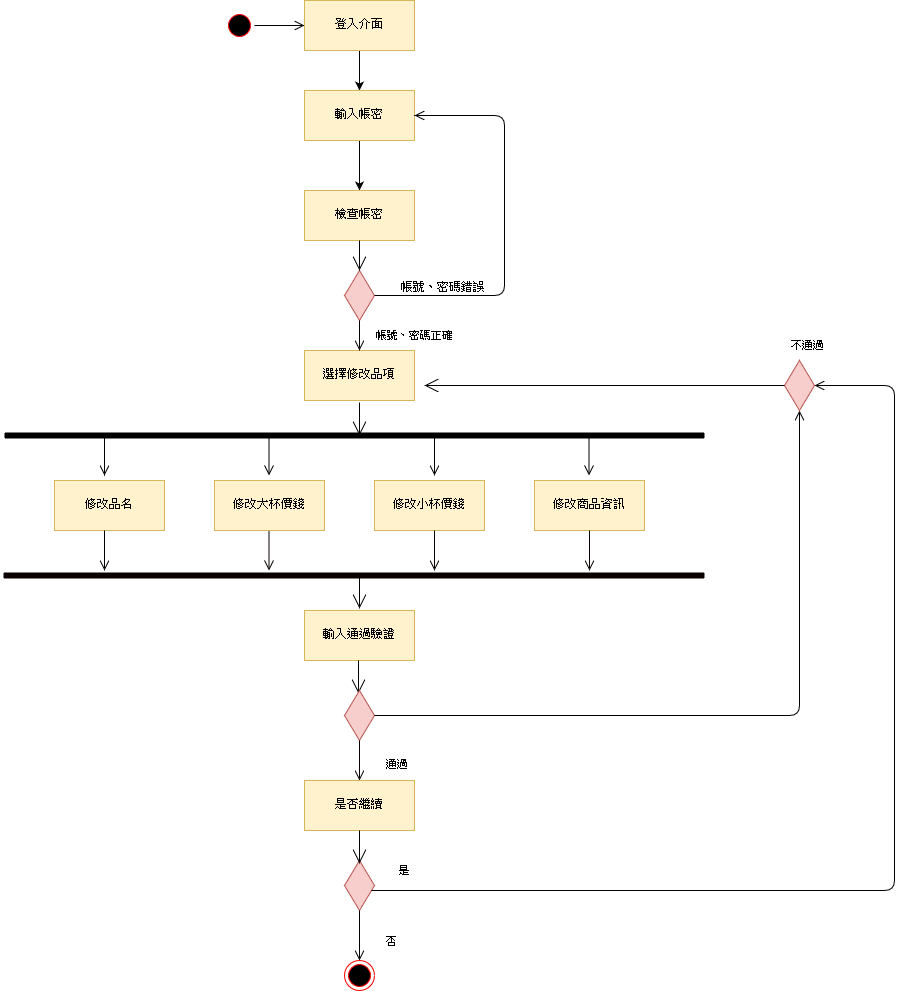 登入介面
輸入帳密
檢查帳密
帳號、密碼錯誤
帳號、密碼正確
不通過
選擇修改品項
修改品名
修改大杯價錢
修改小杯價錢
修改商品資訊
輸入通過驗證
通過
是否繼續
是
否